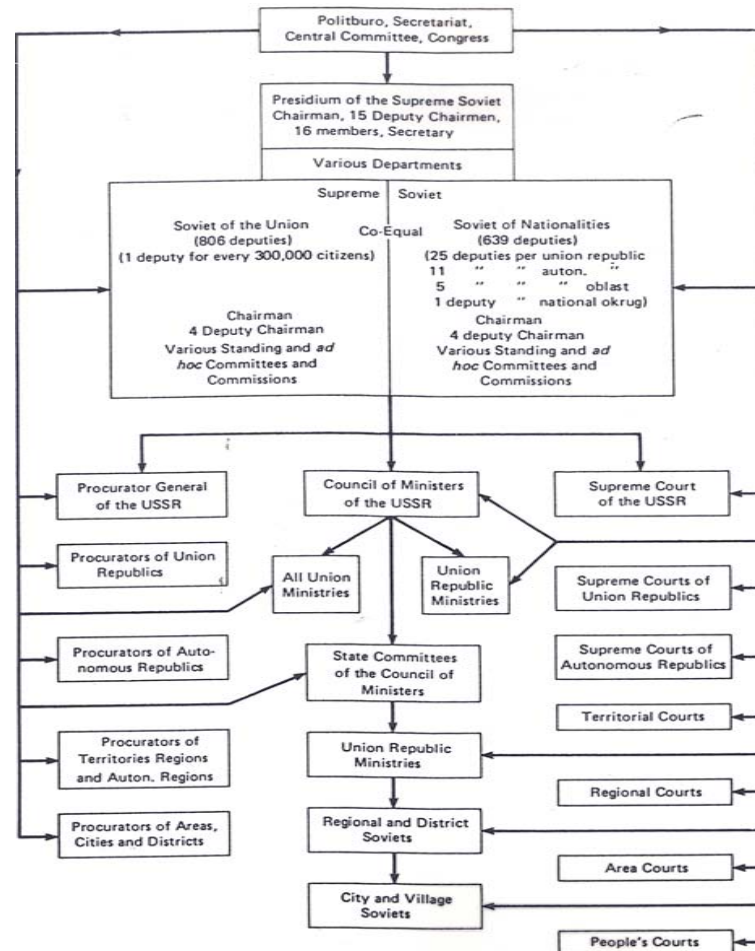 Politburo, Secretariat,
Central Committee, Congress
Presidium of the Supreme Soviet
Chairman, 15 Deputy Chairmen,
16 members, Secretary
Various Departments
Supreme Soviet
Soviet of the Union
(806 deputies)
(1 deputy for every 300,000 citizens)
Chairman
4 Deputy Chairman
Various Standing and ad
hoc Committees and
Commissions
Co-Equal
Soviet of Nationalities
(639 deputies)
(25 deputies per union republic
11 " " auton. "
5 " " " oblast
1 deputy " national okrug)
Chairman
4 deputy Chairman
Various Standing and ad
hoc Committees and
Commissions
Procurator General
of the USSR
Council of Ministers
of the USSR
Supreme Court
of the USSR
Procurators of Union
Republics
All Union
Ministries
Union
Republic
Ministries
Supreme Courts of
Union Republics
Procurators of Auto-
nomous Republics
State Committees
of the Council of
Ministers
Supreme Courts of
Autonomous Republics
Territorial Courts
Procurators of
Territories Regions
and Auton. Regions
Union Republic
Ministries
Regional Courts
Procurators of Areas,
Cities and Districts
Regional and District
Soviets
Area Courts
City and Village
Soviets
People's Courts